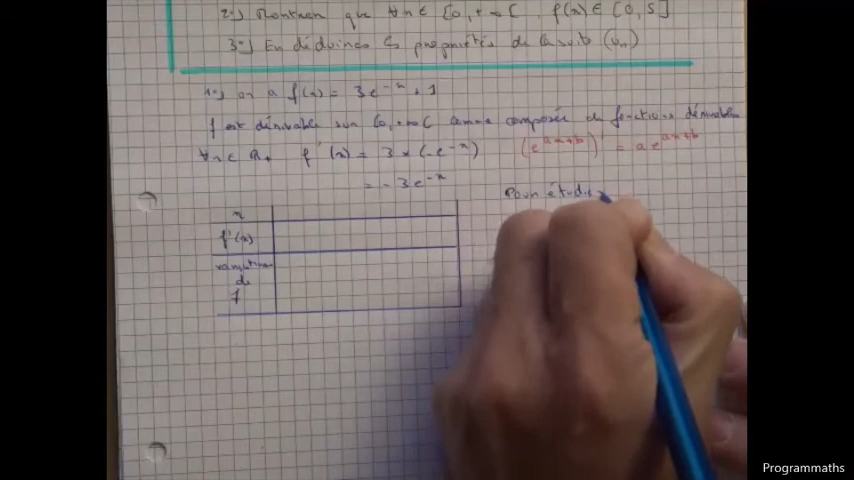 2°) Montrer que ∀x ∈ [0,+∞[, f(x) ∈ [0,5]
3°) En déduire les propriétés de la suite (un)
1°) on a f(x) = 3e^{-x} + 1
f est dérivable sur [0,+∞[ comme composée de fonctions dérivables
∀x ∈ R+ f'(x) = 3 × (-e^{-x}) (e^{ax+b})' = a e^{ax+b}
= -3e^{-x}
Pour étudie
x
f'(x)
variations
de
f
Programmaths